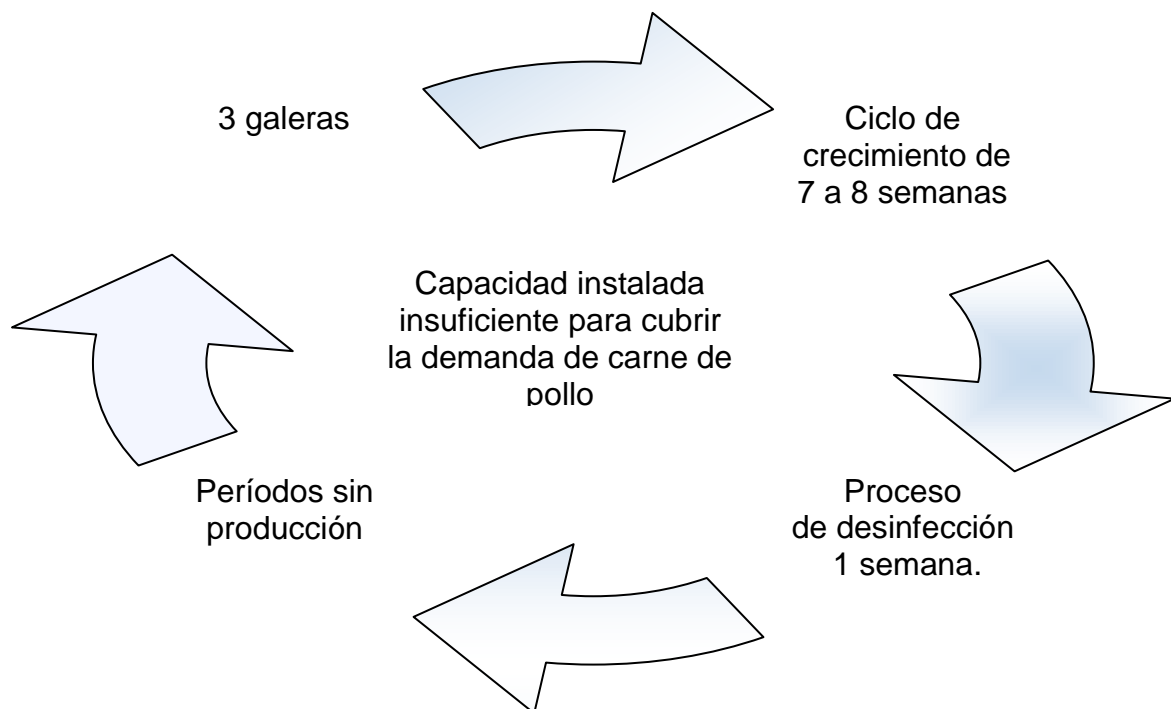 3 galeras
Ciclo de
crecimiento de
7 a 8 semanas
Capacidad instalada
insuficiente para cubrir
la demanda de carne de
pollo
Períodos sin
producción
Proceso
de desinfección
1 semana.